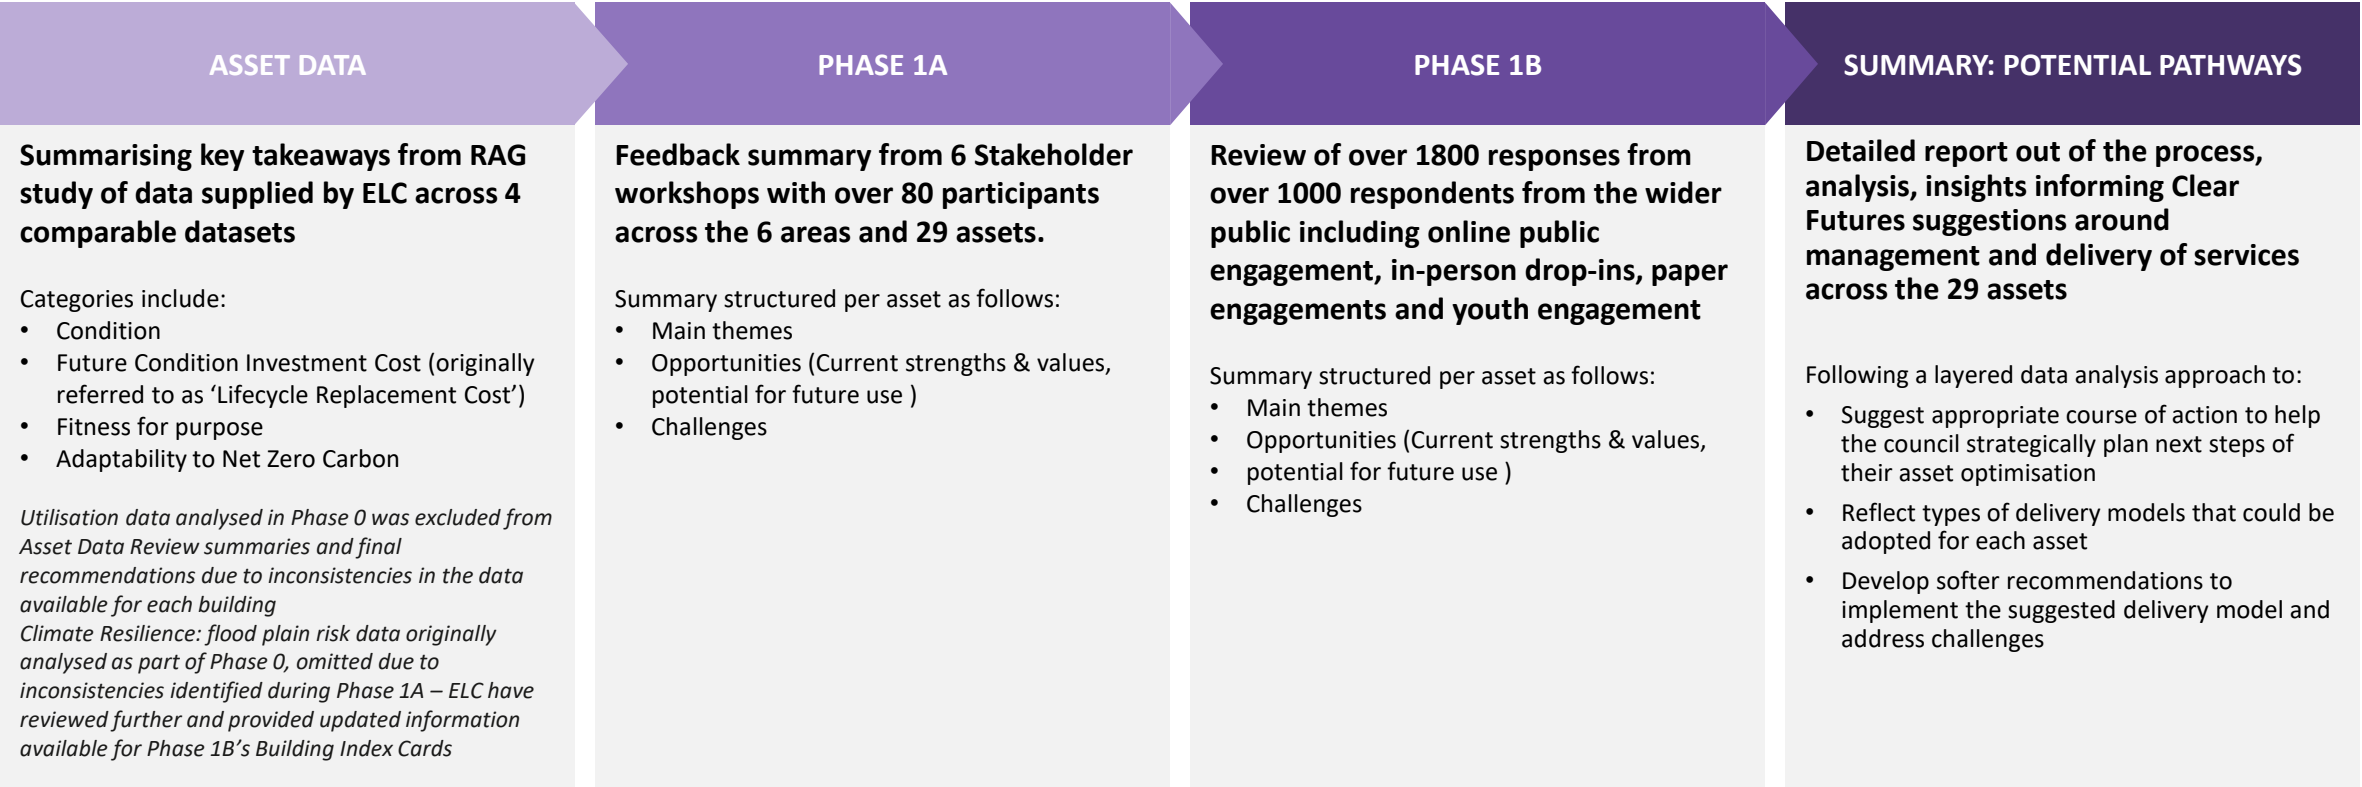 ASSET DATA
Summarising key takeaways from RAG
study of data supplied by ELC across 4
comparable datasets
Categories include:
• Condition
• Future Condition Investment Cost (originally
referred to as ‘Lifecycle Replacement Cost’)
• Fitness for purpose
• Adaptability to Net Zero Carbon
Utilisation data analysed in Phase 0 was excluded from
Asset Data Review summaries and final
recommendations due to inconsistencies in the data
available for each building
Climate Resilience: flood plain risk data originally
analysed as part of Phase 0, omitted due to
inconsistencies identified during Phase 1A – ELC have
reviewed further and provided updated information
available for Phase 1B’s Building Index Cards
PHASE 1A
Feedback summary from 6 Stakeholder
workshops with over 80 participants
across the 6 areas and 29 assets.
Summary structured per asset as follows:
• Main themes
• Opportunities (Current strengths & values,
potential for future use )
• Challenges
PHASE 1B
Review of over 1800 responses from
over 1000 respondents from the wider
public including online public
engagement, in-person drop-ins, paper
engagements and youth engagement
Summary structured per asset as follows:
• Main themes
• Opportunities (Current strengths & values,
• potential for future use )
• Challenges
SUMMARY: POTENTIAL PATHWAYS
Detailed report out of the process,
analysis, insights informing Clear
Futures suggestions around
management and delivery of services
across the 29 assets
Following a layered data analysis approach to:
• Suggest appropriate course of action to help
the council strategically plan next steps of
their asset optimisation
• Reflect types of delivery models that could be
adopted for each asset
• Develop softer recommendations to
implement the suggested delivery model and
address challenges